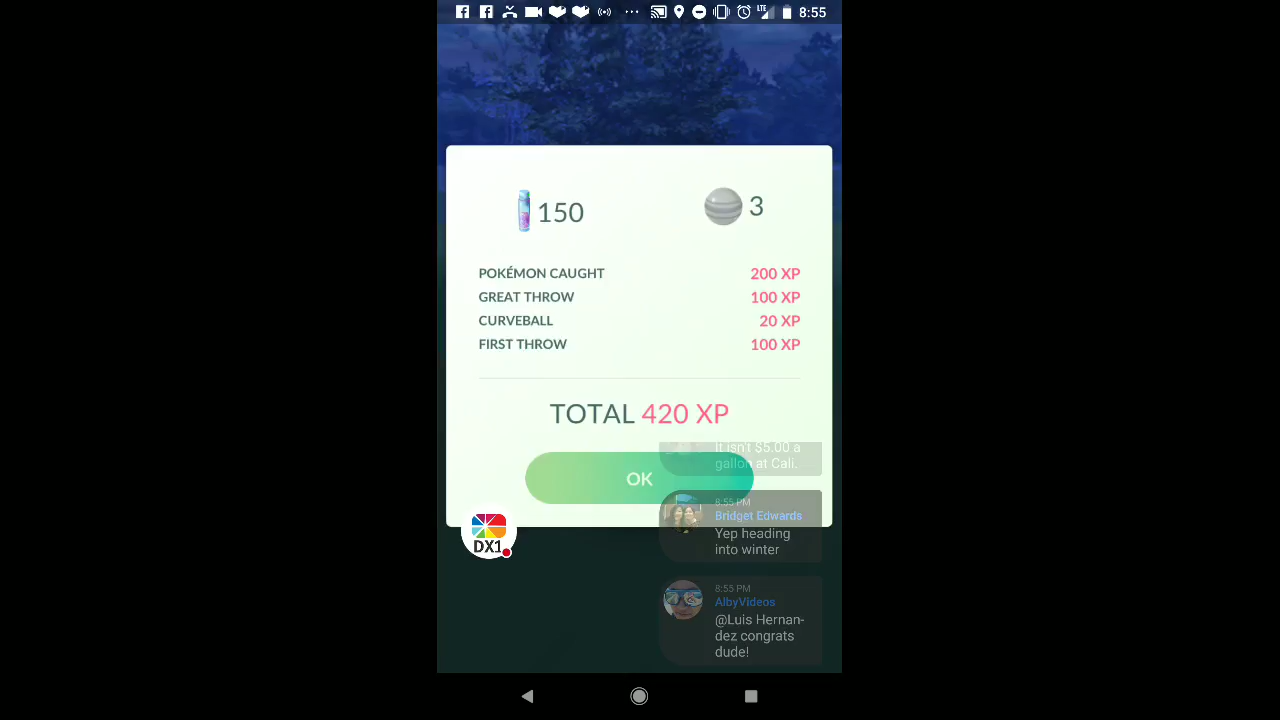 LTE 8:55
150
3
POKÉMON CAUGHT 200 XP
GREAT THROW 100 XP
CURVEBALL 20 XP
FIRST THROW 100 XP
TOTAL 420 XP
It isn't $5.00 a
gallon at Cali.
OK
8:55 PM
Bridget Edwards
Yep heading
into winter
DX1
8:55 PM
AlbyVideos
@Luis Hernan-
dez congrats
dude!